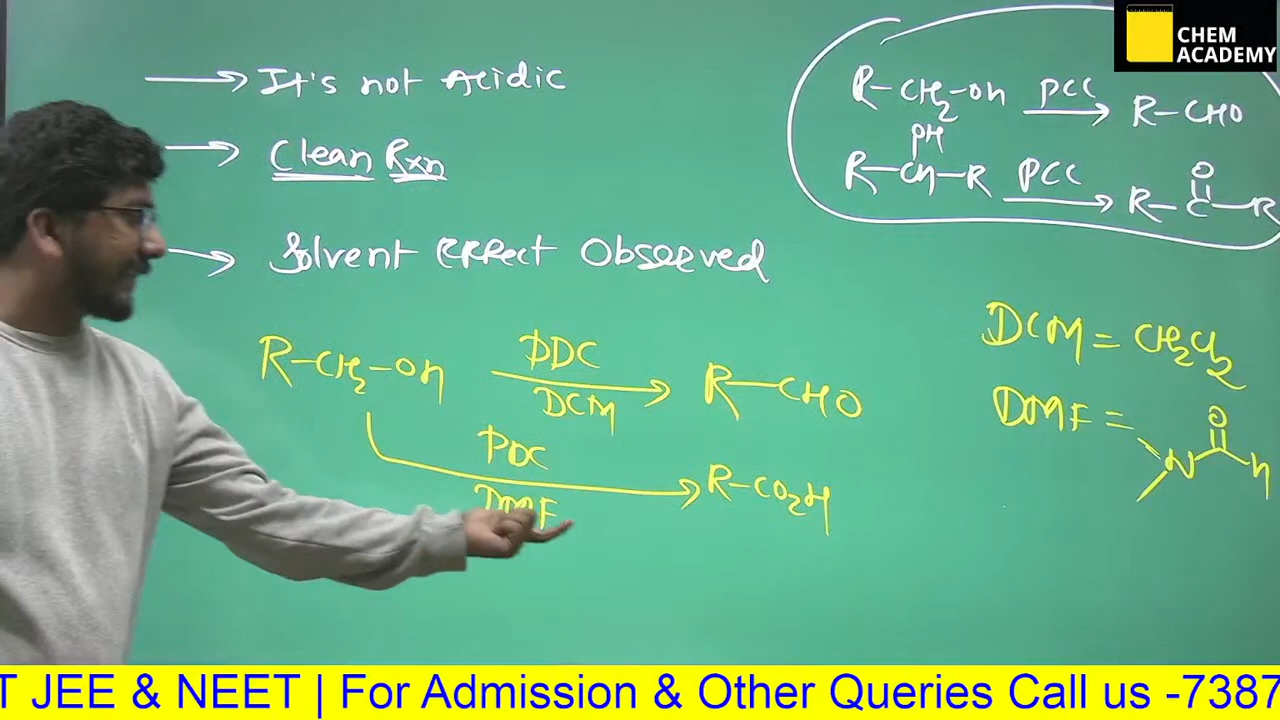 CHEM
ACADEMY
→ It's not Acidic
→ Clean Rxn
→ Solvent Effect Observed
R-CH2-OH PCC → R-CHO
OH
R-CH-R PCC → R-C-R
O
R-CH2-OH PDC → R-CHO
DCM
PDC → R-CO2H
DMF
DCM = CH2Cl2
DMF = N O H
T JEE & NEET | For Admission & Other Queries Call us -7387